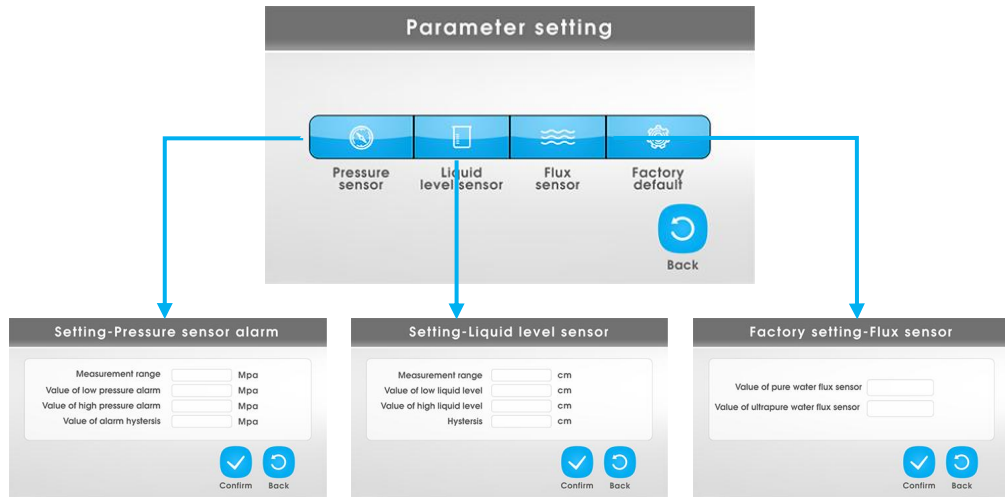 Parameter setting
Pressure
sensor
Liquid
level sensor
Flux
sensor
Factory
default
Back
Setting-Pressure sensor alarm
Measurement range Mpa
Value of low pressure alarm Mpa
Value of high pressure alarm Mpa
Value of alarm hystersis Mpa
Confirm Back
Setting-Liquid level sensor
Measurement range cm
Value of low liquid level cm
Value of high liquid level cm
Hystersis cm
Confirm Back
Factory setting-Flux sensor
Value of pure water flux sensor
Value of ultrapure water flux sensor
Confirm Back